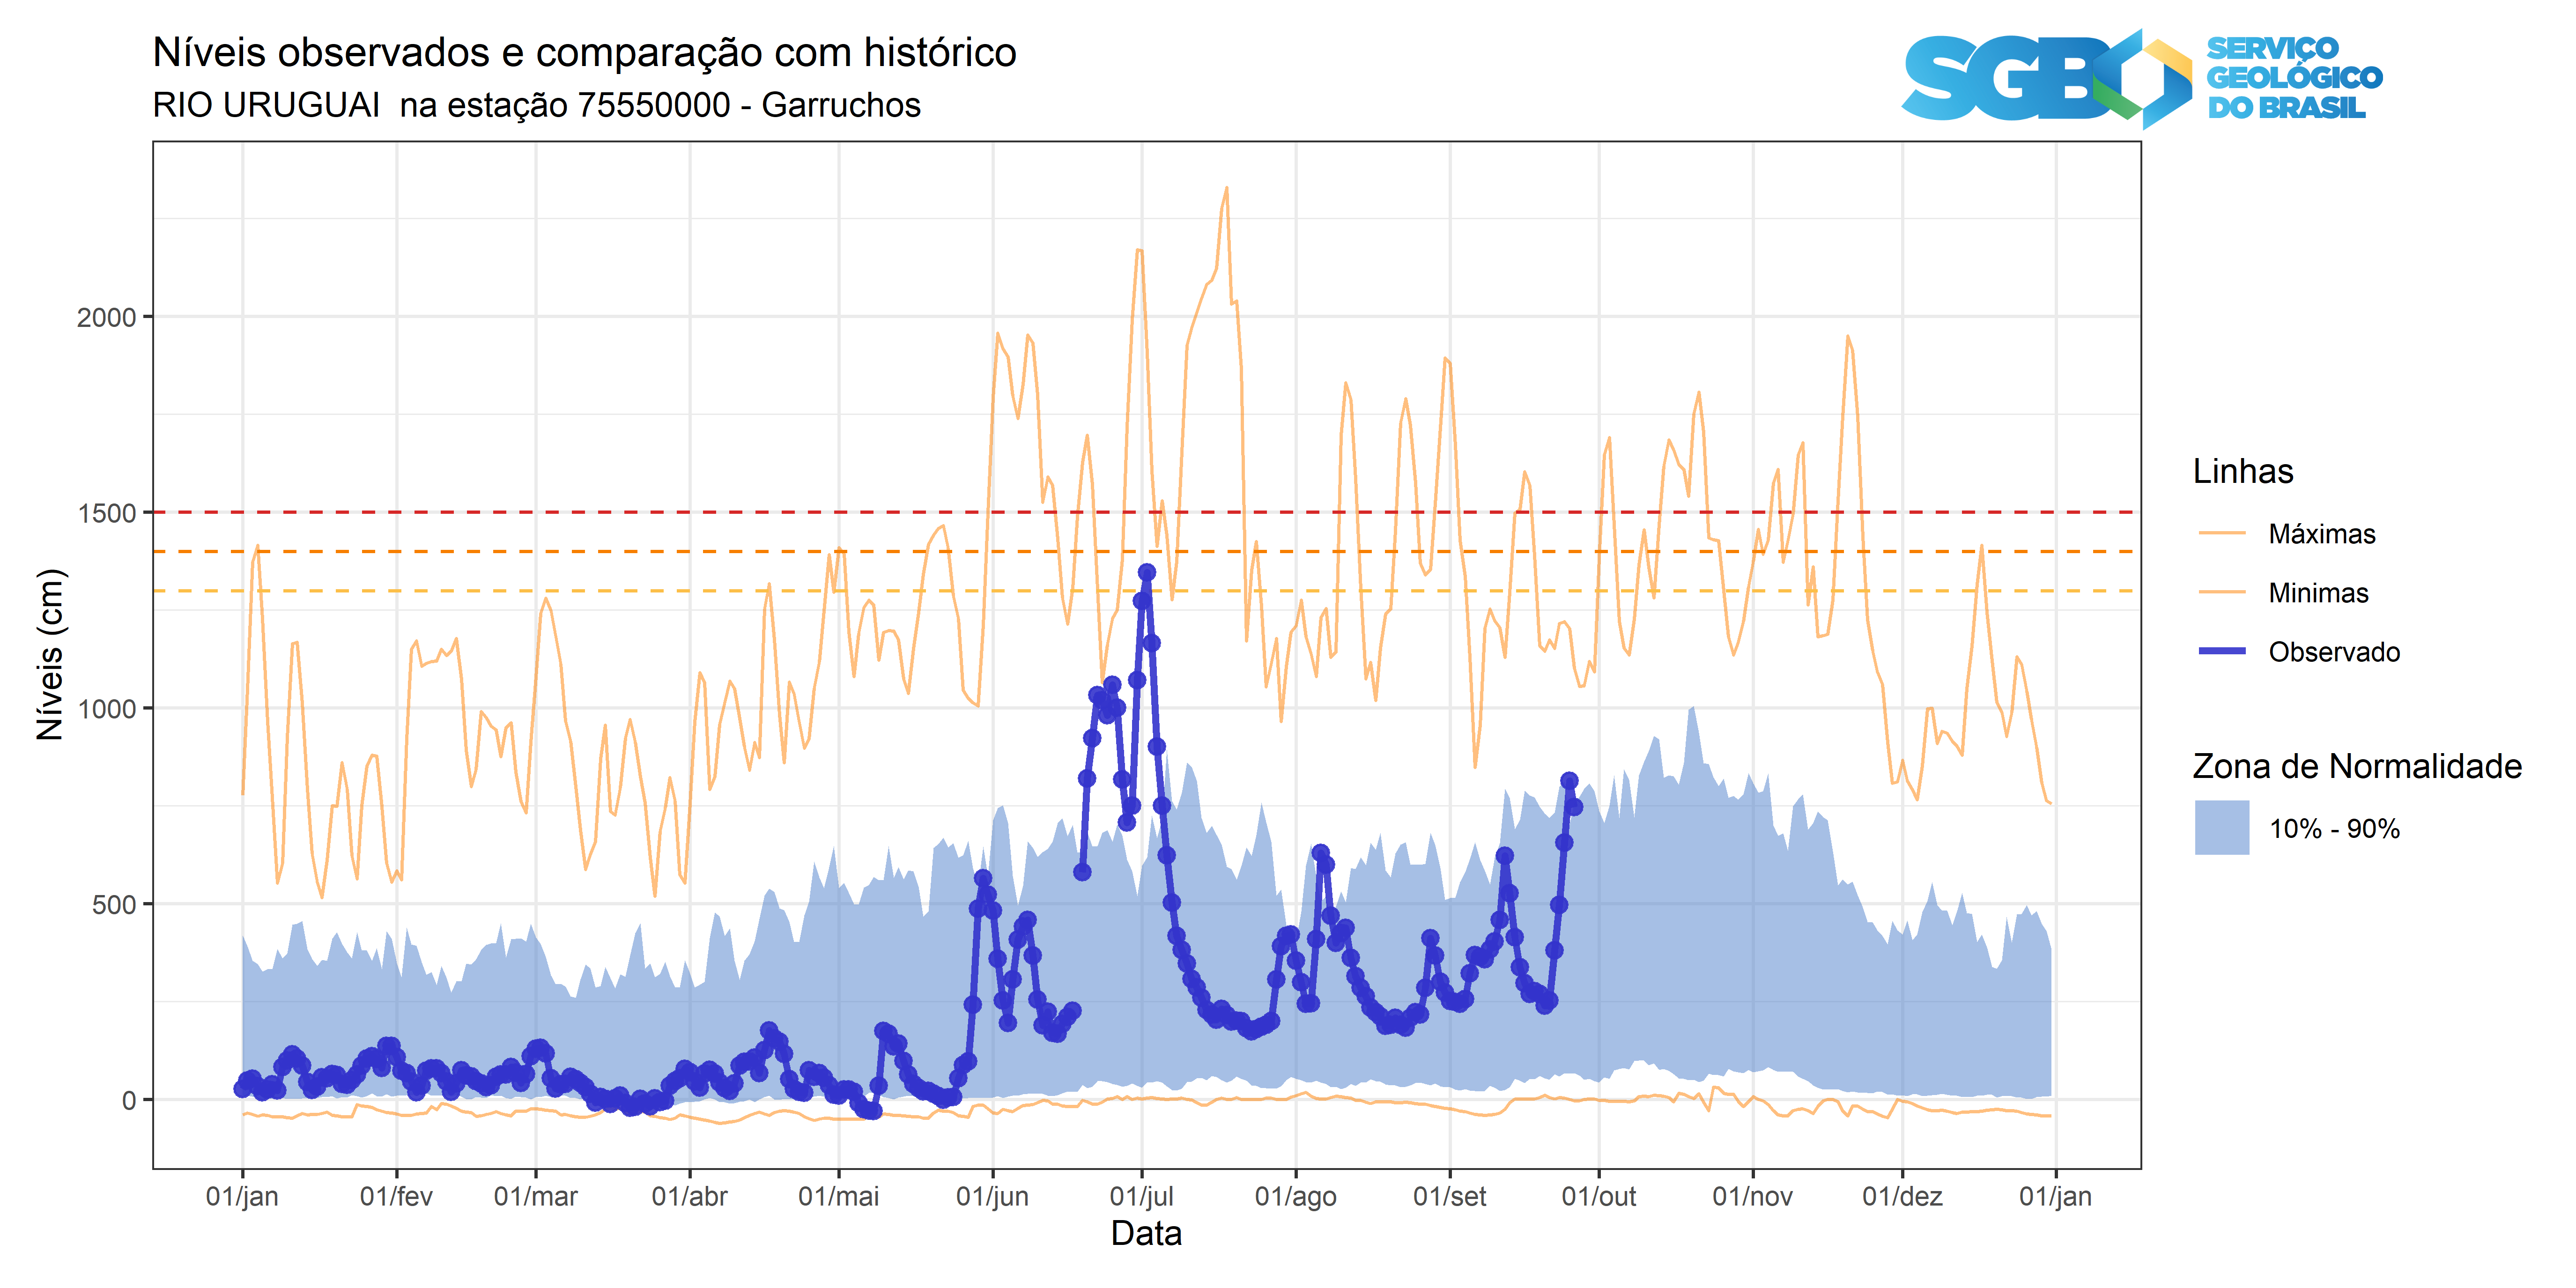 Níveis observados e comparação com histórico
RIO URUGUAI  na estação 75550000 - Garruchos
SGB
SERVIÇO
GEOLÓGICO
DO BRASIL
Níveis (cm)
2000
1500
1000
500
0
01/jan
01/fev
01/mar
01/abr
01/mai
01/jun
01/jul
01/ago
01/set
01/out
01/nov
01/dez
01/jan
Data
Linhas
Máximas
Minimas
Observado
Zona de Normalidade
10% - 90%